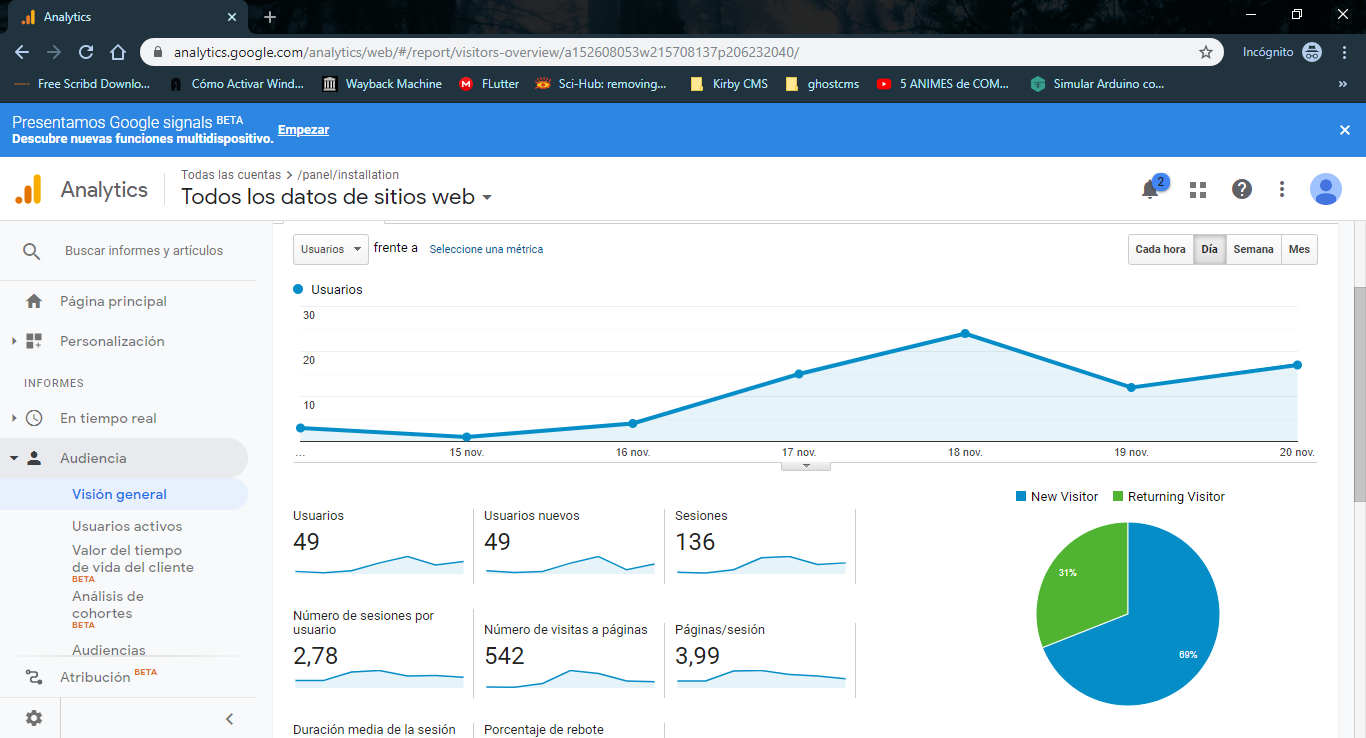 Analytics
analytics.google.com/analytics/web/#/report/visitors-overview/a152608053w215708137p206232040/
Incógnito
Free Scribd Downlo...
Cómo Activar Wind...
Wayback Machine
FLutter
Sci-Hub: removing...
Kirby CMS
ghostcms
5 ANIMES de COM...
Simular Arduino co...
»
Presentamos Google signals BETA
Descubre nuevas funciones multidispositivo. Empezar
Analytics
Todas las cuentas > /panel/installation
Todos los datos de sitios web
2
Buscar informes y artículos
Página principal
Personalización
INFORMES
En tiempo real
Audiencia
Visión general
Usuarios activos
Valor del tiempo
de vida del cliente
BETA
Análisis de
cohortes
BETA
Audiencias
Atribución BETA
Usuarios frente a Seleccione una métrica
Cada hora Día Semana Mes
Usuarios
30
20
10
... 15 nov. 16 nov. 17 nov. 18 nov. 19 nov. 20 nov.
Usuarios
49
Usuarios nuevos
49
Sesiones
136
Número de sesiones por
usuario
2,78
Número de visitas a páginas
542
Páginas/sesión
3,99
Duración media de la sesión
Porcentaje de rebote
New Visitor Returning Visitor
31%
69%